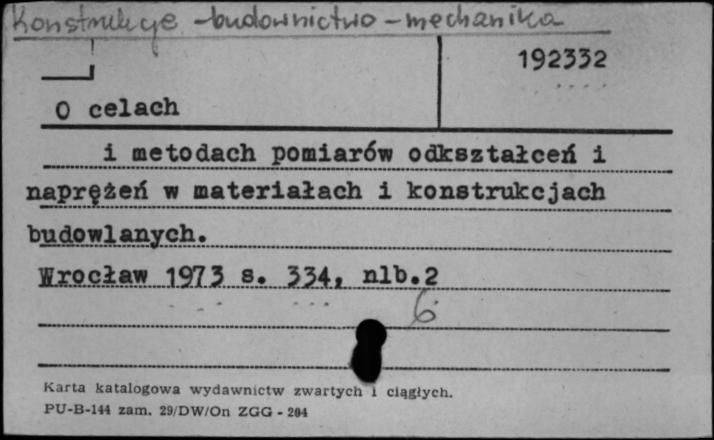 Konstrukcje - budownictwo - mechanika
192332
O celach
i metodach pomiarów odkształceń i
naprężeń w materiałach i konstrukcjach
budowlanych.
Wrocław 1973 s. 334, nlb.2
6
Karta katalogowa wydawnictw zwartych i ciągłych.
PU-B-144 zam. 29/DW/On ZGG - 204